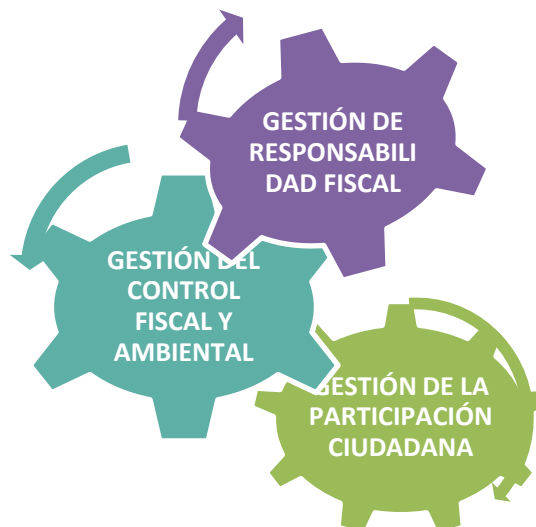 GESTIÓN DE
RESPONSABILI
DAD FISCAL
GESTIÓN DEL
CONTROL
FISCAL Y
AMBIENTAL
GESTIÓN DE LA
PARTICIPACIÓN
CIUDADANA